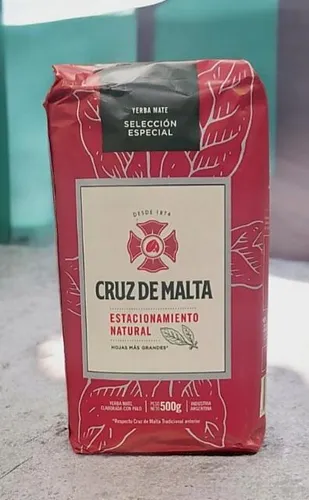 YERBA MATE
SELECCIÓN
ESPECIAL
DESDE 1874
CRUZ DE MALTA
ESTACIONAMIENTO
NATURAL
HOJAS MÁS GRANDES*
YERBA MATE
ELABORADA CON PALO
PESO
NETO 500g
INDUSTRIA
ARGENTINA
*Respecto Cruz de Malta Tradicional anterior